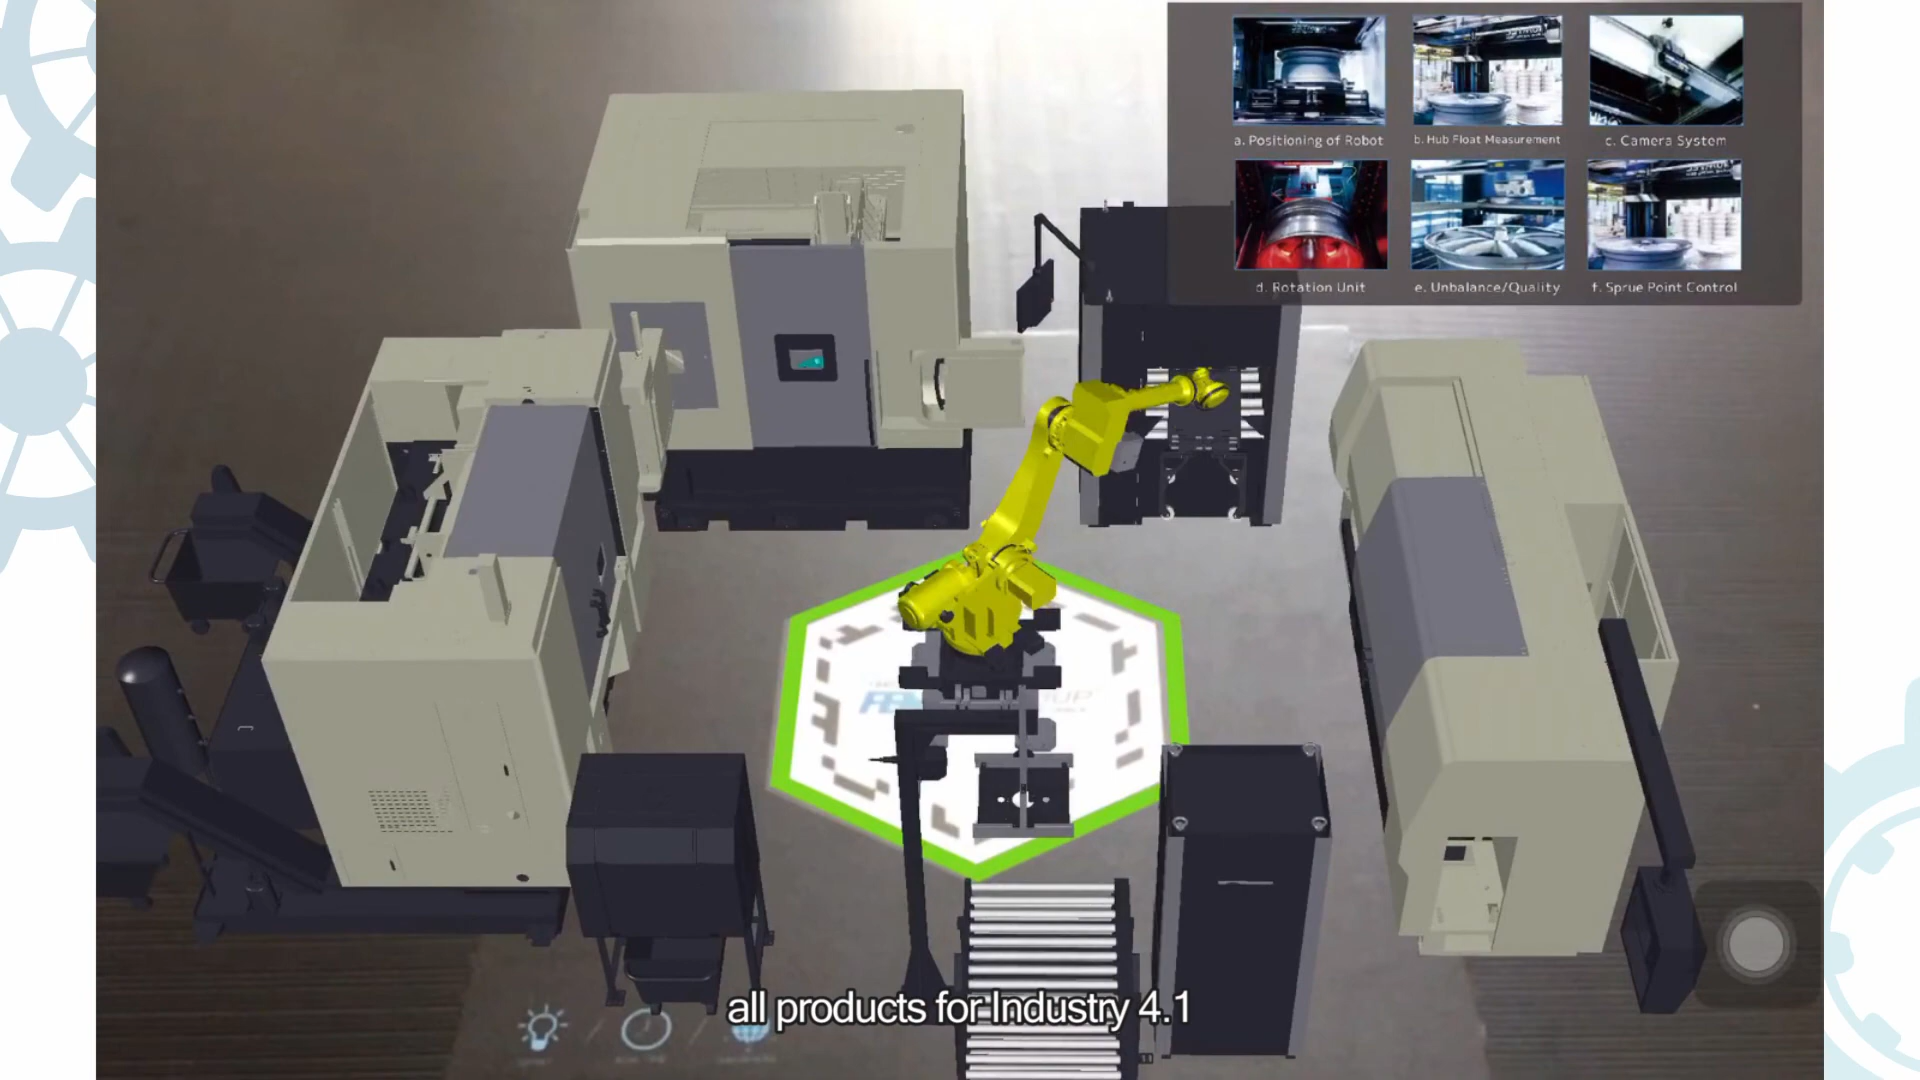 a. Positioning of Robot
b. Hub Float Measurement
c. Camera System
d. Rotation Unit
e. Unbalance/Quality
f. Sprue Point Control
all products for Industry 4.1